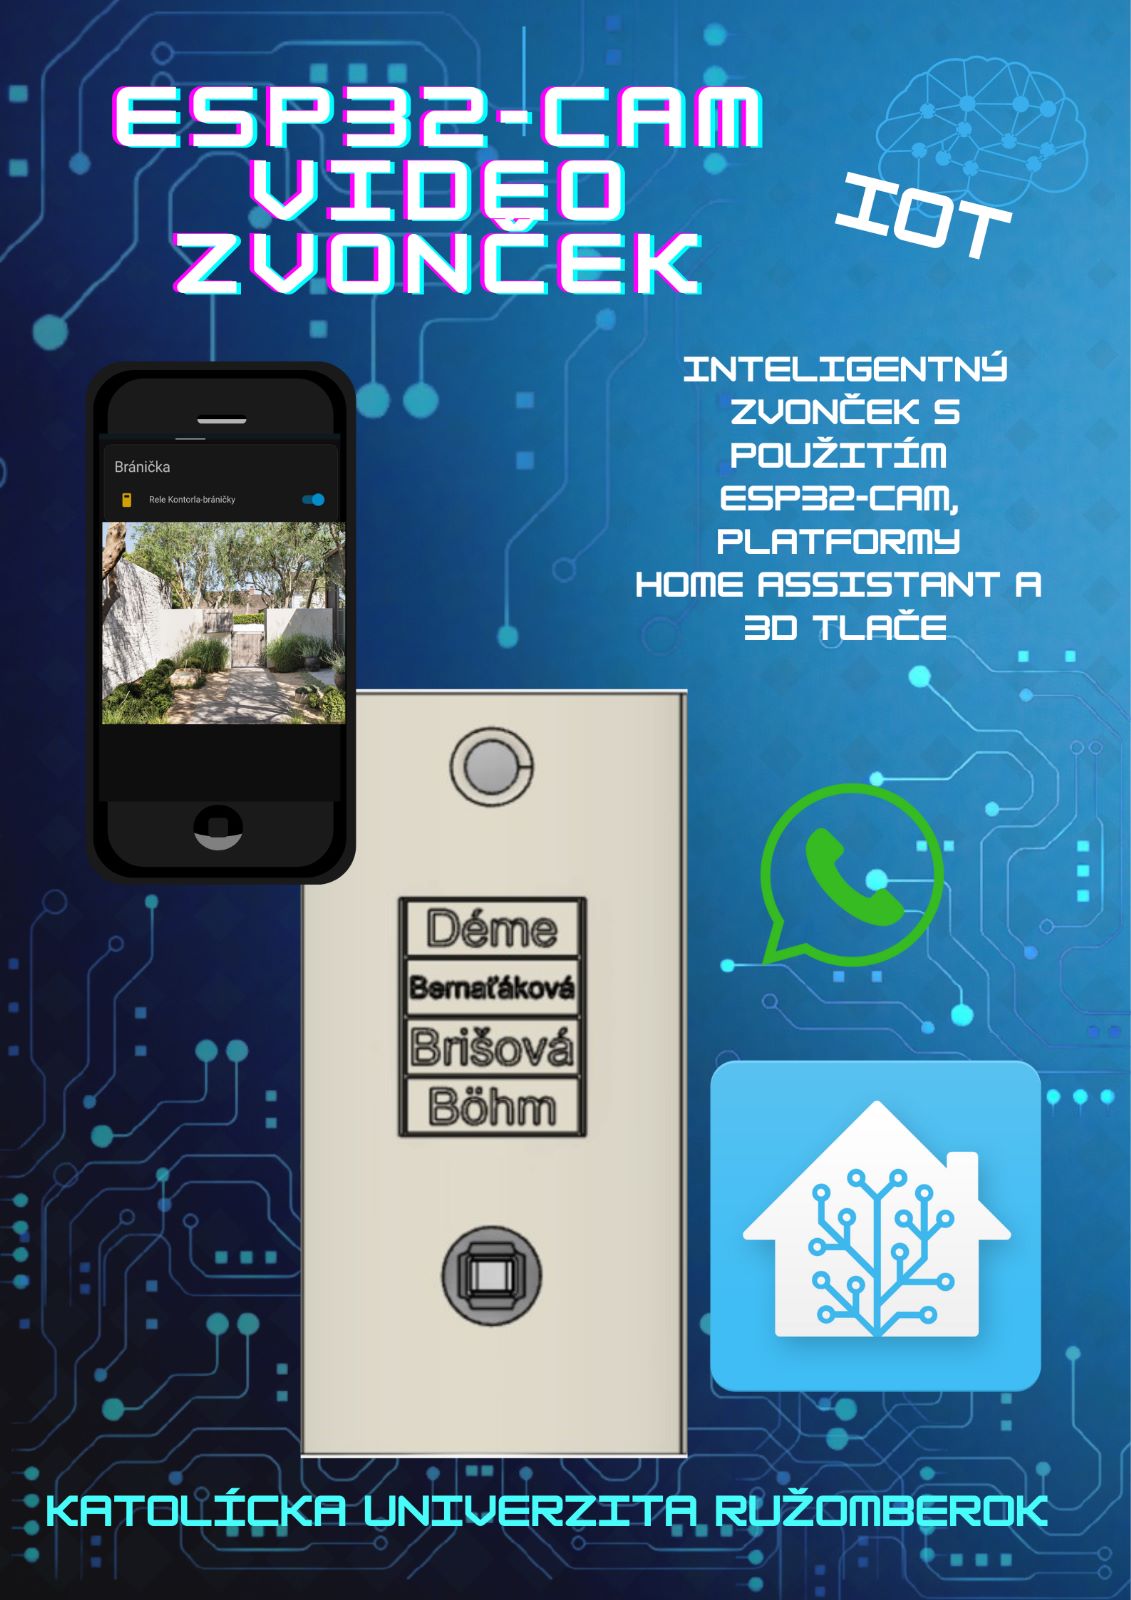 ESP32-CAM
VIDEO
ZVONČEK
IOT
INTELIGENTNÝ
ZVONČEK S
POUŽITÍM
ESP32-CAM,
PLATFORMY
HOME ASSISTANT A
3D TLAČE
Bránička
Rele Kontorla-bráničky
Déme
Bernaťáková
Brišová
Böhm
KATOLÍCKA UNIVERZITA RUŽOMBEROK